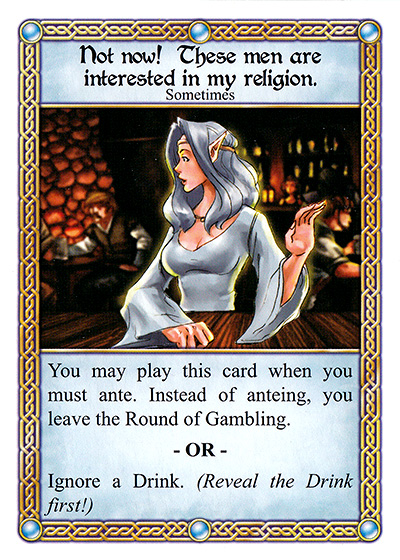 Not now!  These men are
interested in my religion.
Sometimes
You may play this card when you
must ante. Instead of anteing, you
leave the Round of Gambling.
- OR -
Ignore a Drink. (Reveal the Drink
first!)